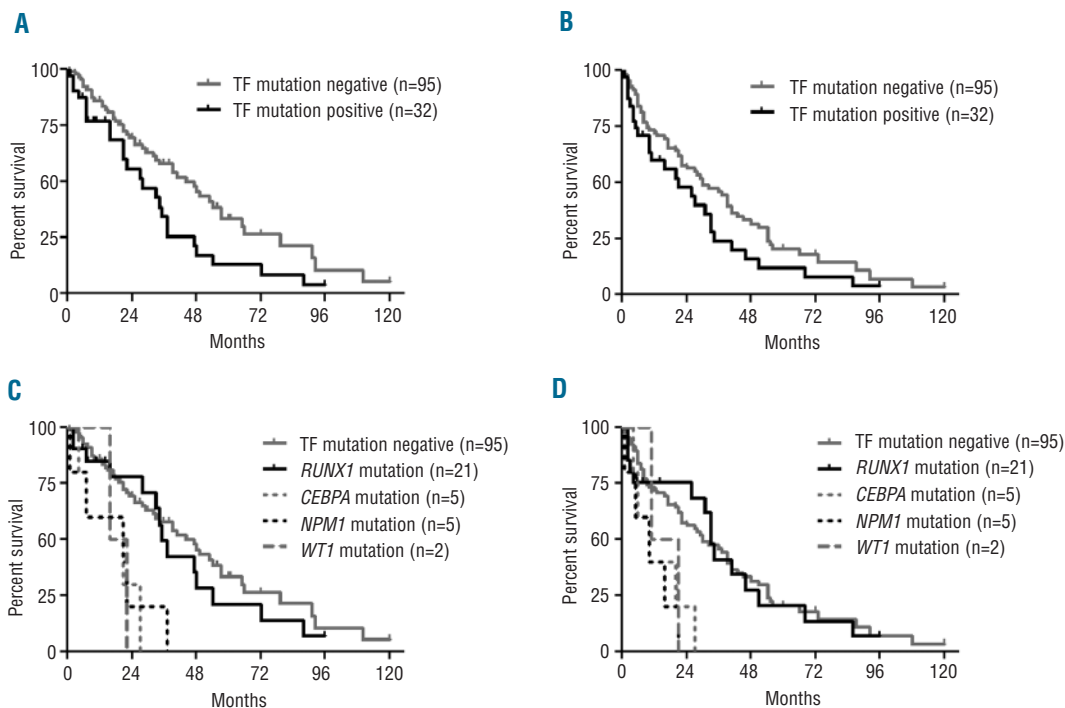 A
Percent survival
100
75
60
25
0
0 24 48 72 96 120
Months
TF mutation negative (n=95)
TF mutation positive (n=32)
B
Percent survival
100
75
60
25
0
0 24 48 72 96 120
Months
TF mutation negative (n=95)
TF mutation positive (n=32)
C
Percent survival
100
75
60
25
0
0 24 48 72 96 120
Months
TF mutation negative (n=95)
RUNX1 mutation (n=21)
CEBPA mutation (n=5)
NPM1 mutation (n=5)
WT1 mutation (n=2)
D
Percent survival
100
75
60
25
0
0 24 48 72 96 120
Months
TF mutation negative (n=95)
RUNX1 mutation (n=21)
CEBPA mutation (n=5)
NPM1 mutation (n=5)
WT1 mutation (n=2)